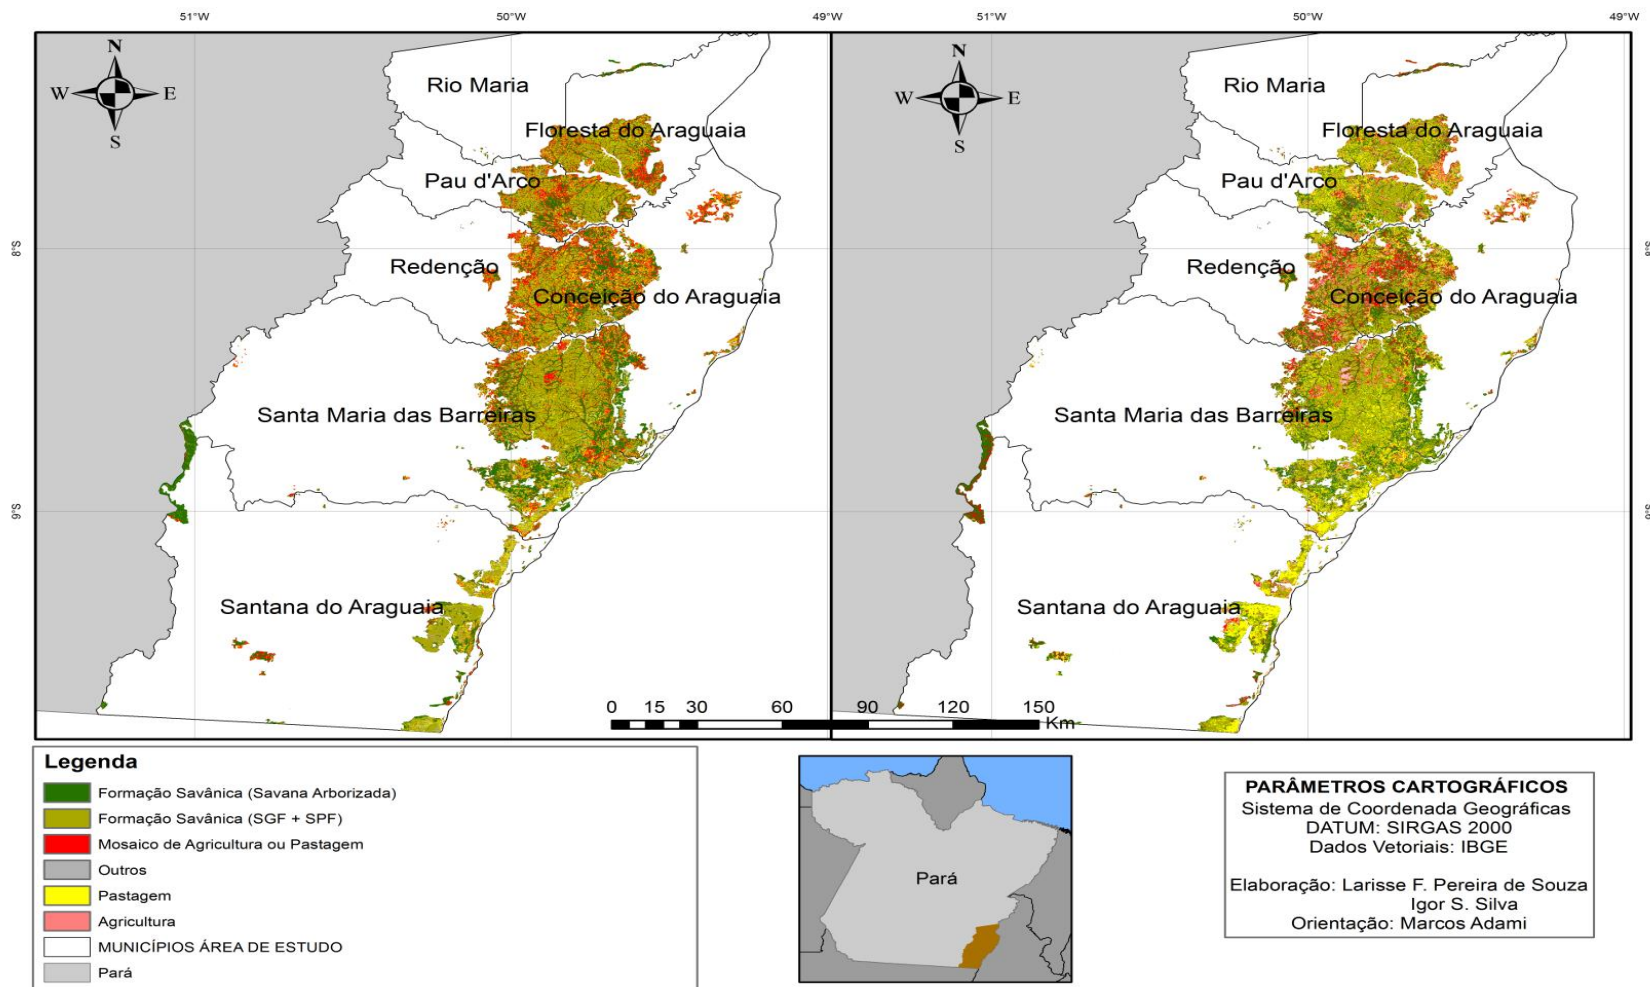 51°W 50°W 49°W 51°W 50°W 49°W
N
W E
S
N
W E
S
Rio Maria
Floresta do Araguaia
Pau d'Arco
Redenção
Conceição do Araguaia
Santa Maria das Barreiras
Santana do Araguaia
Rio Maria
Floresta do Araguaia
Pau d'Arco
Redenção
Conceição do Araguaia
Santa Maria das Barreiras
Santana do Araguaia
8°S
9°S
8°S
9°S
0 15 30 60 90 120 150
Km
Legenda
Formação Savânica (Savana Arborizada)
Formação Savânica (SGF + SPF)
Mosaico de Agricultura ou Pastagem
Outros
Pastagem
Agricultura
MUNICÍPIOS ÁREA DE ESTUDO
Pará
Pará
PARÂMETROS CARTOGRÁFICOS
Sistema de Coordenada Geográficas
DATUM: SIRGAS 2000
Dados Vetoriais: IBGE
Elaboração: Larisse F. Pereira de Souza
Igor S. Silva
Orientação: Marcos Adami